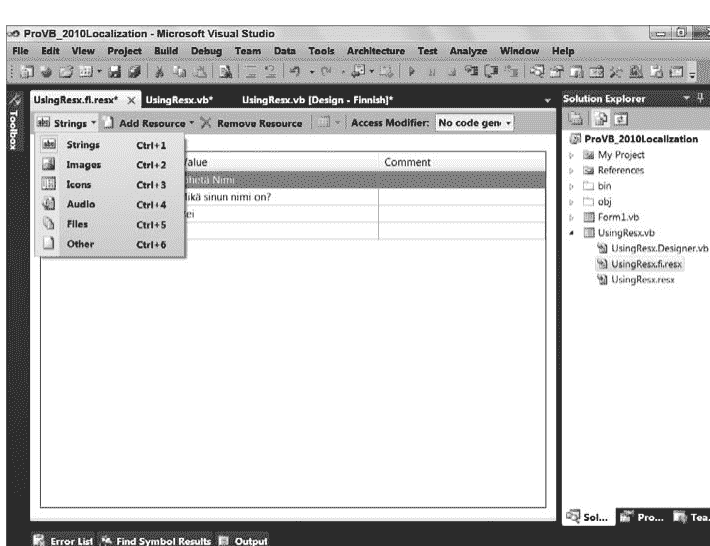 ProVB_2010Localization - Microsoft Visual Studio
File Edit View Project Build Debug Team Data Tools Architecture Test Analyze Window Help
Toolbox
UsingResx.fi.resx* UsingResx.vb* UsingResx.vb [Design - Finnish]*
Strings Add Resource Remove Resource Access Modifier: No code gen
Strings Ctrl+1
Images Ctrl+2
Icons Ctrl+3
Audio Ctrl+4
Files Ctrl+5
Other Ctrl+6
Comment
Nimi
sinun nimi on?
Solution Explorer
ProVB_2010Localization
My Project
References
bin
obj
Form1.vb
UsingResx.vb
UsingResx.Designer.vb
UsingResx.fi.resx
UsingResx.resx
Sol... Pro... Tea.
Error List Find Symbol Results Output